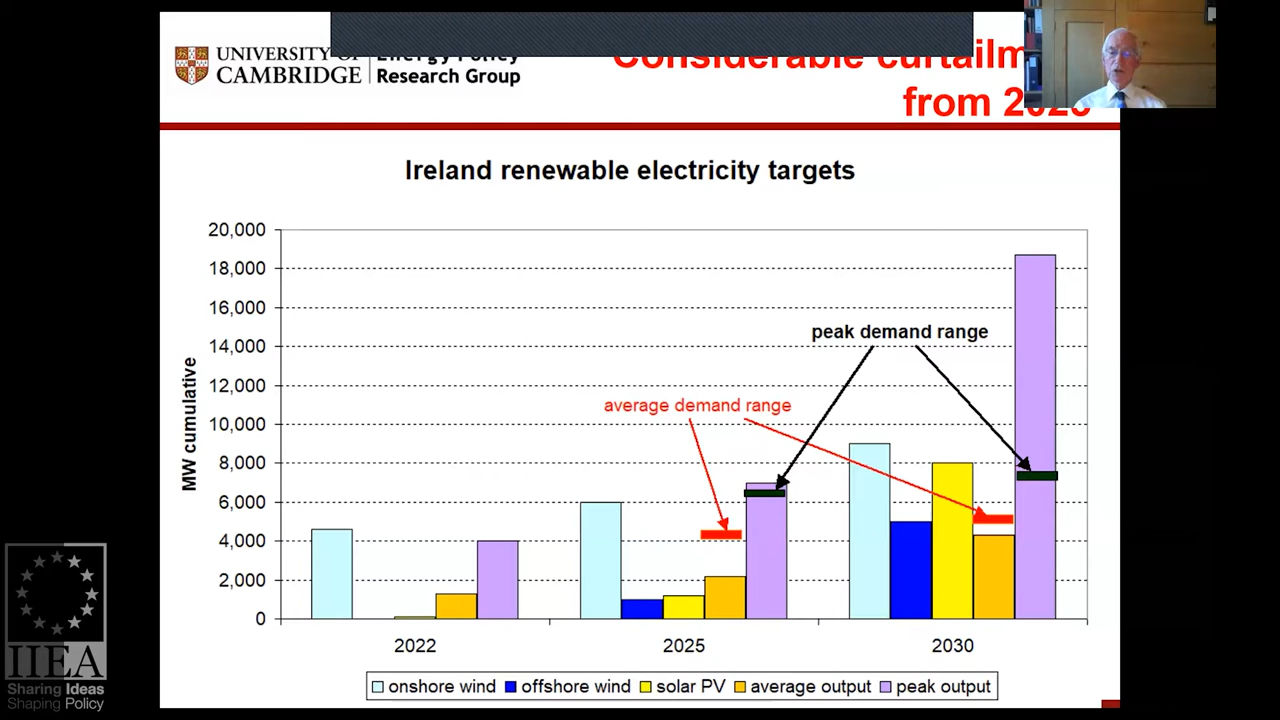 UNIVERSITY OF
CAMBRIDGE
Energy Policy
Research Group
Considerable
from
Ireland renewable electricity targets
MW cumulative
20,000
18,000
16,000
14,000
12,000
10,000
8,000
6,000
4,000
2,000
0
peak demand range
average demand range
2022
2025
2030
onshore wind
offshore wind
solar PV
average output
peak output
IIEA
Sharing Ideas
Shaping Policy